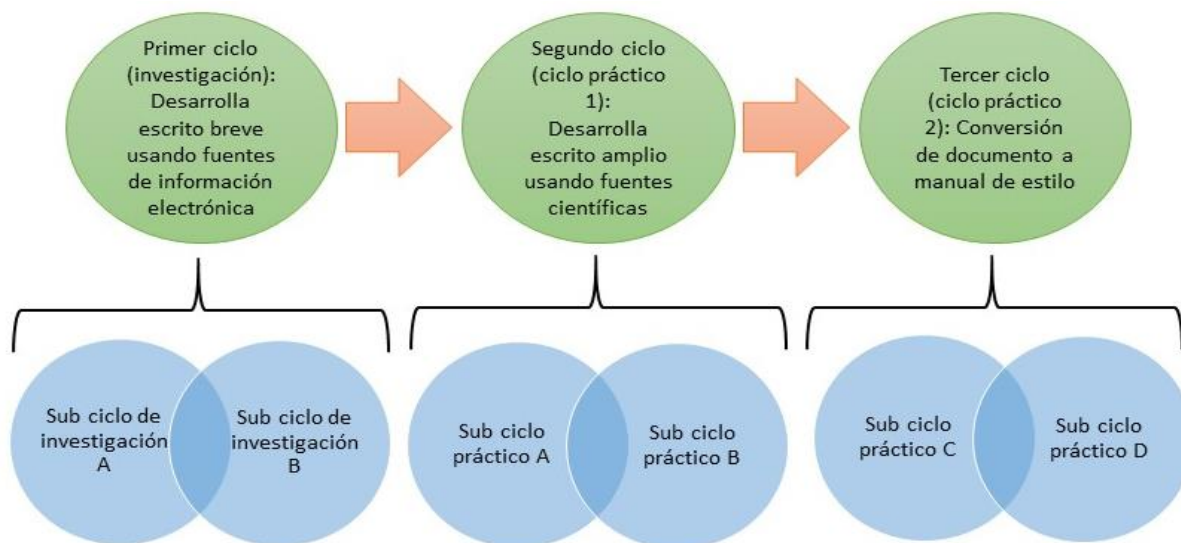 Primer ciclo
(investigación):
Desarrolla
escrito breve
usando fuentes
de información
electrónica
Segundo ciclo
(ciclo práctico
1):
Desarrolla
escrito amplio
usando fuentes
científicas
Tercer ciclo
(ciclo práctico
2): Conversión
de documento a
manual de estilo
Sub ciclo de
investigación
A
Sub ciclo de
investigación
B
Sub ciclo
práctico A
Sub ciclo
práctico B
Sub ciclo
práctico C
Sub ciclo
práctico D